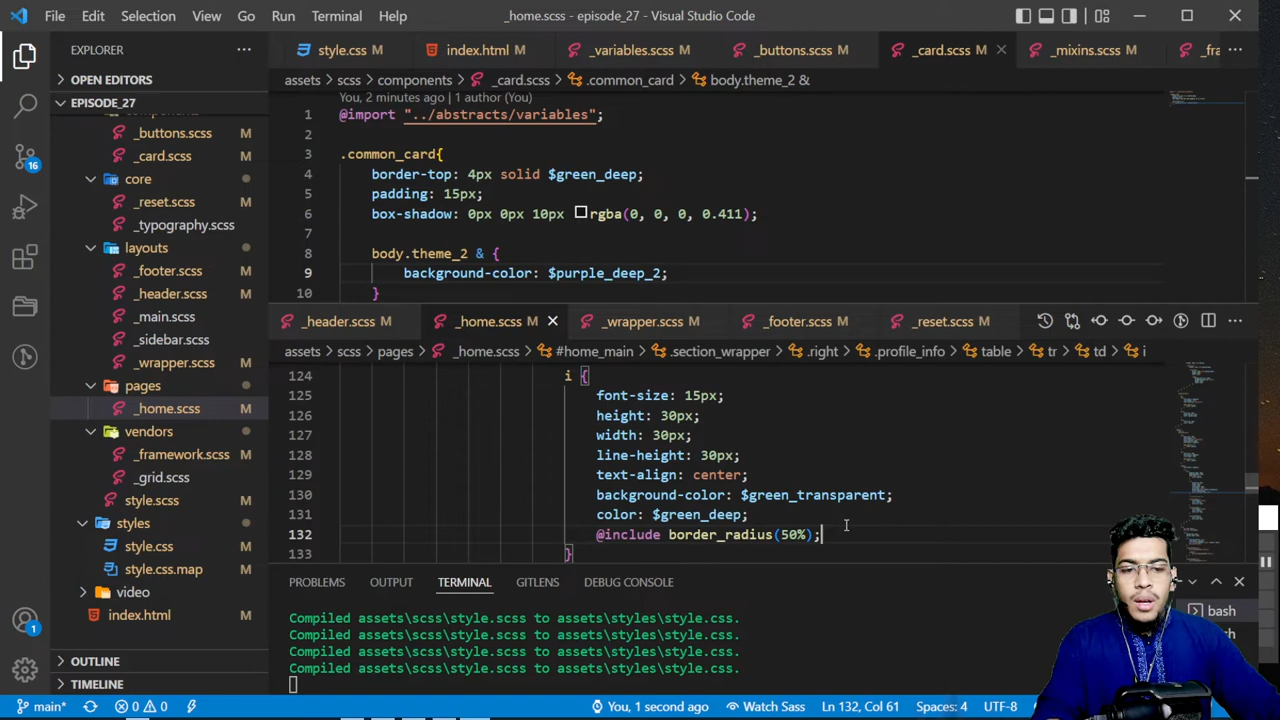 File Edit Selection View Go Run Terminal Help _home.scss - episode_27 - Visual Studio Code
EXPLORER
OPEN EDITORS
EPISODE_27
_buttons.scss M
_card.scss M
core
_reset.scss M
_typography.scss
layouts
_footer.scss M
_header.scss M
_main.scss
_sidebar.scss
_wrapper.scss M
pages
_home.scss M
vendors
_framework.scss M
_grid.scss
style.scss M
styles
style.css M
style.css.map M
video
index.html M
OUTLINE
TIMELINE
16
1
style.css M index.html M _variables.scss M _buttons.scss M _card.scss M _mixins.scss M
assets > scss > components > _card.scss > .common_card > body.theme_2 &
You, 2 minutes ago | 1 author (You)
1 @import "../abstracts/variables";
2
3 .common_card{
4 border-top: 4px solid $green_deep;
5 padding: 15px;
6 box-shadow: 0px 0px 10px rgba(0, 0, 0, 0.411);
7
8 body.theme_2 & {
9 background-color: $purple_deep_2;
10 }
_header.scss M _home.scss M _wrapper.scss M _footer.scss M _reset.scss M
assets > scss > pages > _home.scss > #home_main > .section_wrapper > .right > .profile_info > table > tr > td > i
124 i {
125 font-size: 15px;
126 height: 30px;
127 width: 30px;
128 line-height: 30px;
129 text-align: center;
130 background-color: $green_transparent;
131 color: $green_deep;
132 @include border_radius(50%);
133 }
PROBLEMS OUTPUT TERMINAL GITLENS DEBUG CONSOLE
Compiled assets\scss\style.scss to assets\styles\style.css.
Compiled assets\scss\style.scss to assets\styles\style.css.
Compiled assets\scss\style.scss to assets\styles\style.css.
Compiled assets\scss\style.scss to assets\styles\style.css.
bash
main* 0 0 You, 1 second ago Watch Sass Ln 132, Col 61 Spaces: 4 UTF-8